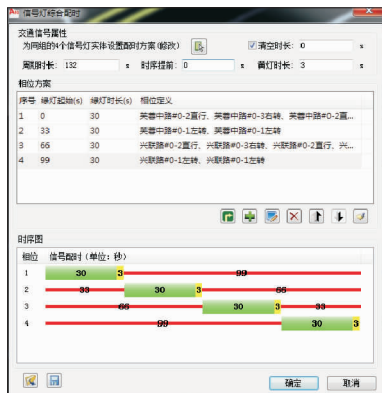 信号灯综合配时
交通信号属性
为同组的4个信号灯实体设置配时方案(修改)
清空时长: 0 s
周期时长: 132 s 时序提前: 0 s 黄灯时长: 3 s
相位方案
序号 绿灯起始(s) 绿灯时长(s) 相位定义
1 0 30 芙蓉中路#0-2直行、芙蓉中路#0-3右转、芙蓉中路#0-2直...
2 33 30 芙蓉中路#0-1左转、芙蓉中路#0-1左转
3 66 30 兴联路#0-2直行、兴联路#0-3右转、兴联路#0-2直行、兴...
4 99 30 兴联路#0-1左转、兴联路#0-1左转
时序图
相位 信号配时 (单位: 秒)
1 30 3 99
2 33 30 3 66
3 66 30 3 33
4 99 30 3
确定 取消